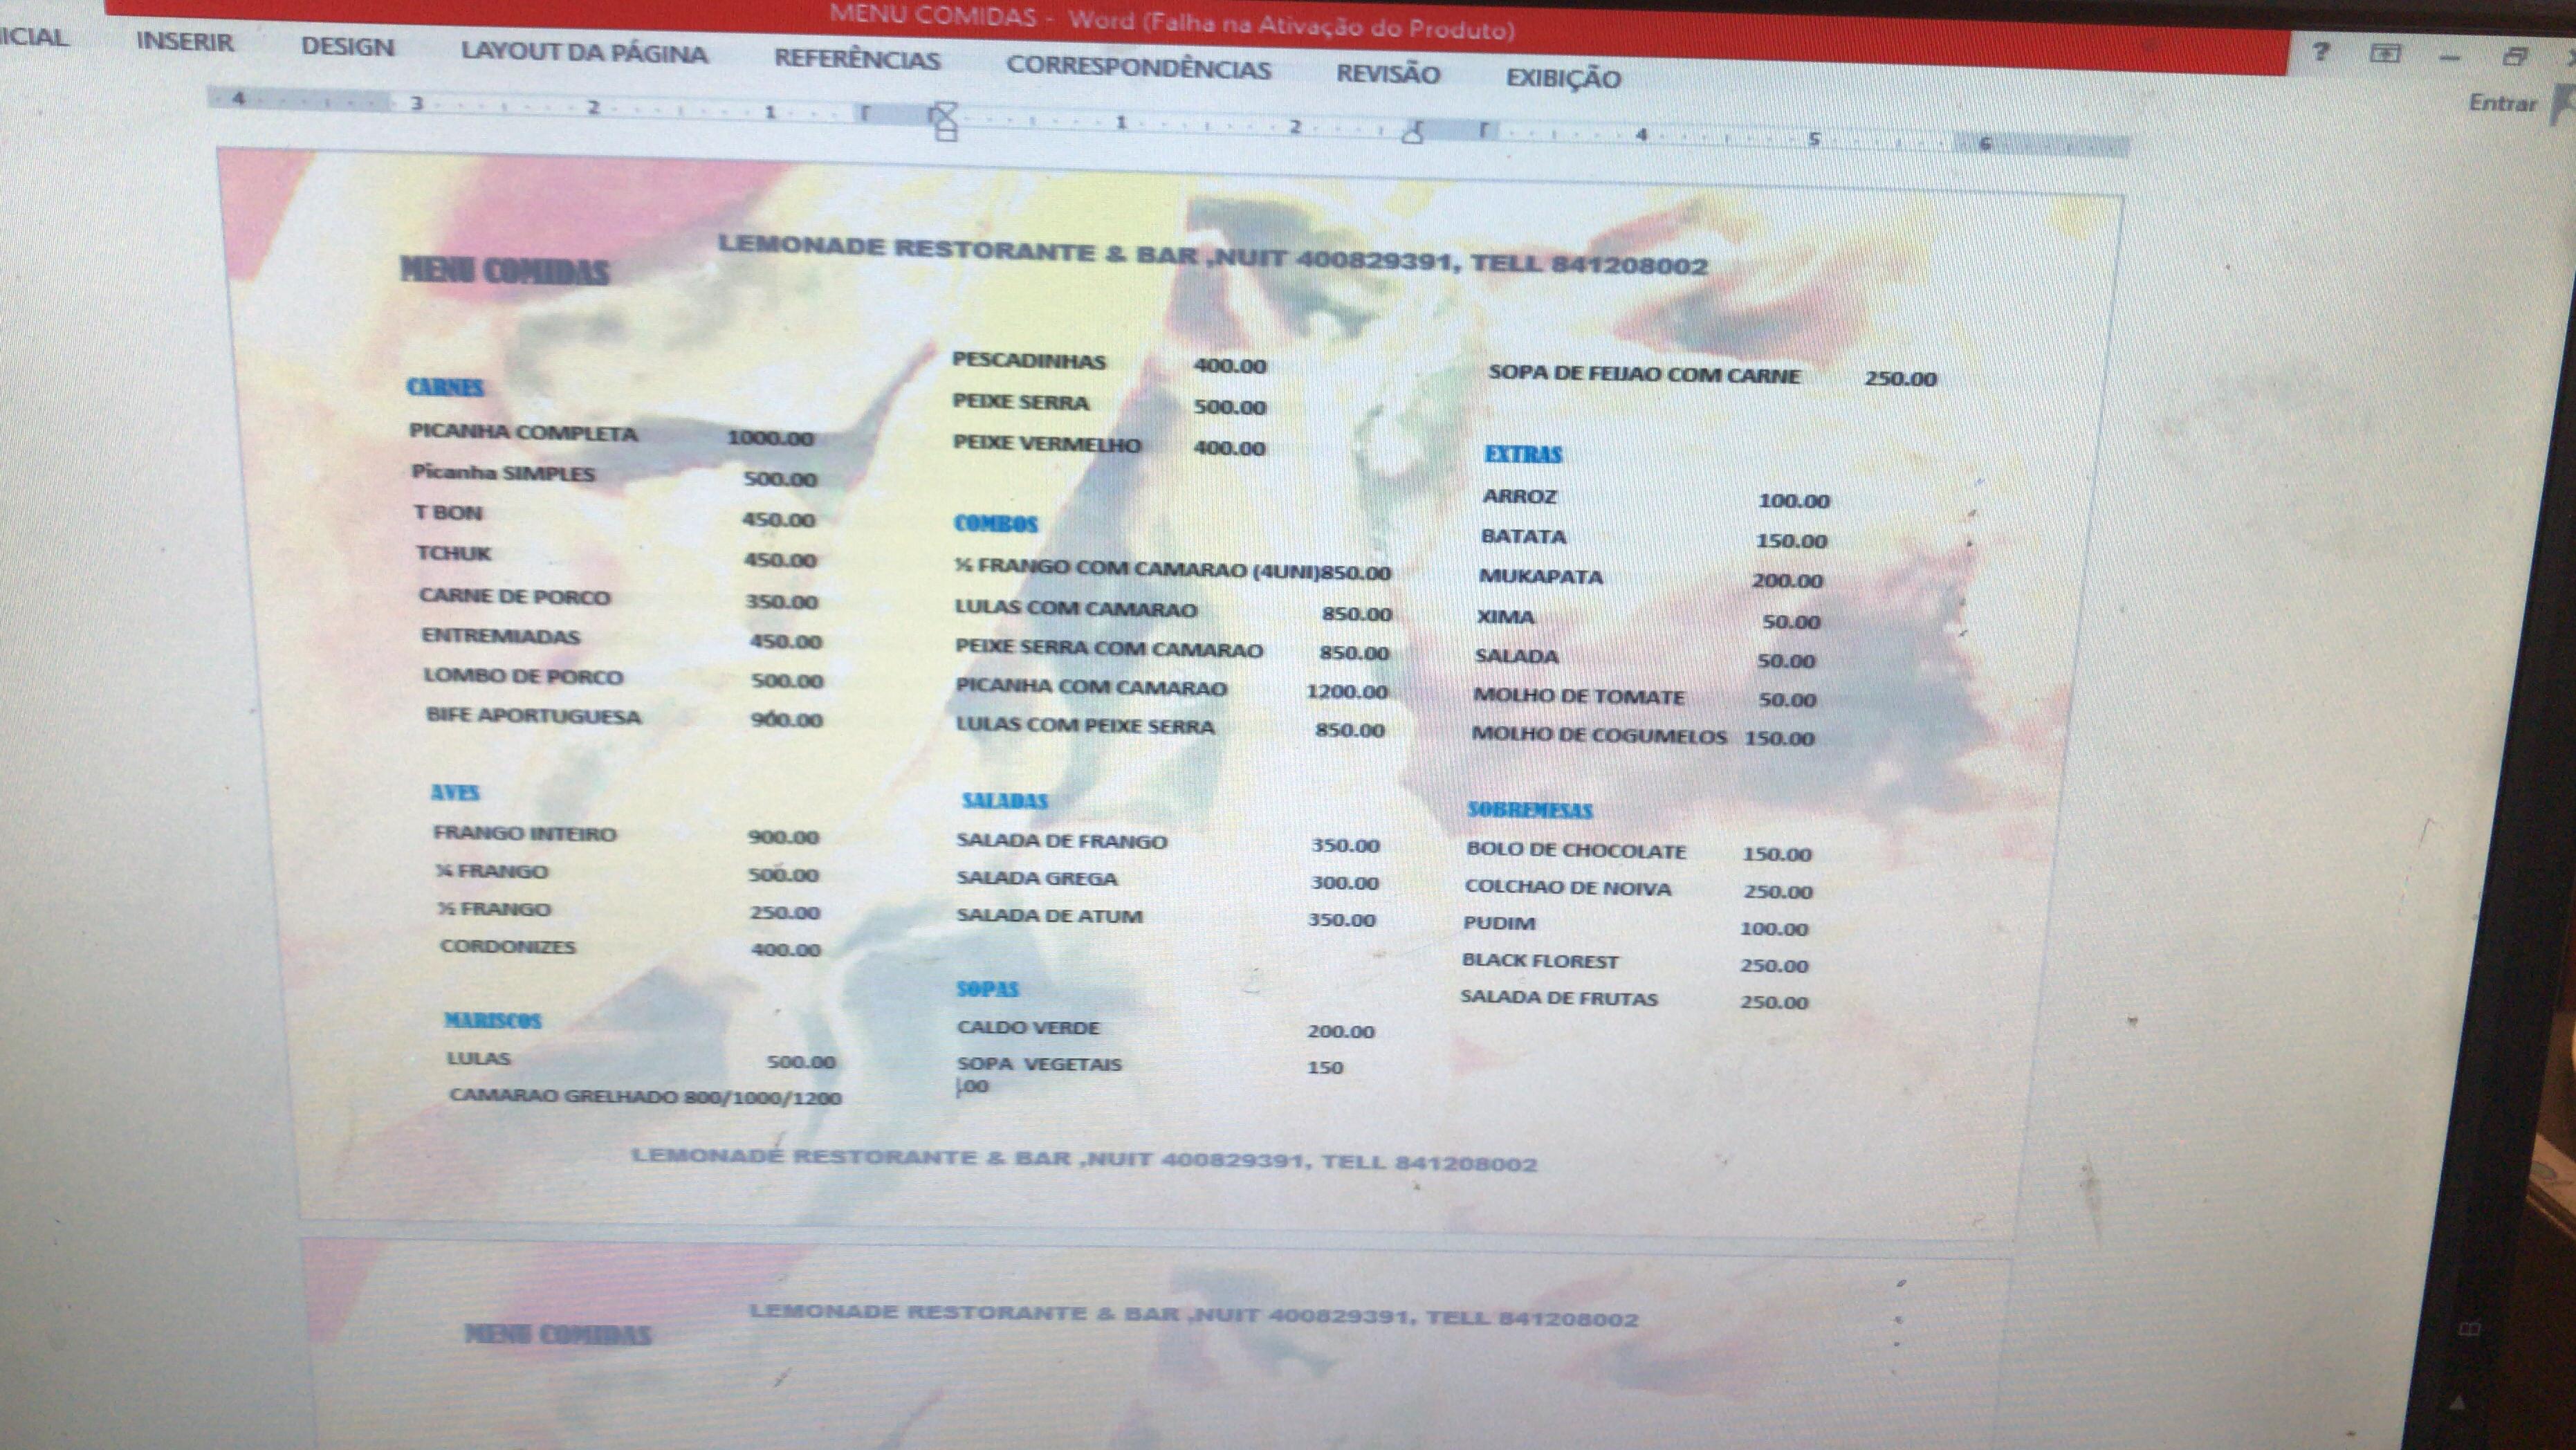 MENU COMIDAS - Word (Falha na Ativação do Produto)
ICIAL INSERIR DESIGN LAYOUT DA PÁGINA REFERÊNCIAS CORRESPONDÊNCIAS REVISÃO EXIBIÇÃO
Entrar
4 3 2 1 1 2 4 5 6
LEMONADE RESTORANTE & BAR ,NUIT 400829391, TELL 841208002
MENU COMIDAS
CARNES
PICANHA COMPLETA 1000.00
Picanha SIMPLES 500.00
T BON 450.00
TCHUK 450.00
CARNE DE PORCO 350.00
ENTREMIADAS 450.00
LOMBO DE PORCO 500.00
BIFE APORTUGUESA 900.00
AVES
FRANGO INTEIRO 900.00
FRANGO 500.00
FRANGO 250.00
CORDONIZES 400.00
MARISCOS
LULAS 500.00
CAMARAO GRELHADO 800/1000/1200
PESCADINHAS 400.00
PEIXE SERRA 500.00
PEIXE VERMELHO 400.00
COMBOS
FRANGO COM CAMARAO (4UNI)850.00
LULAS COM CAMARAO 850.00
PEIXE SERRA COM CAMARAO 850.00
PICANHA COM CAMARAO 1200.00
LULAS COM PEIXE SERRA 850.00
SALADAS
SALADA DE FRANGO 350.00
SALADA GREGA 300.00
SALADA DE ATUM 350.00
SOPAS
CALDO VERDE 200.00
SOPA VEGETAIS 150
.00
SOPA DE FEIJAO COM CARNE 250.00
EXTRAS
ARROZ 100.00
BATATA 150.00
MUKAPATA 200.00
XIMA 50.00
SALADA 50.00
MOLHO DE TOMATE 50.00
MOLHO DE COGUMELOS 150.00
SOBREMESAS
BOLO DE CHOCOLATE 150.00
COLCHAO DE NOIVA 250.00
PUDIM 100.00
BLACK FLOREST 250.00
SALADA DE FRUTAS 250.00
LEMONADE RESTORANTE & BAR ,NUIT 400829391, TELL 841208002
LEMONADE RESTORANTE & BAR ,NUIT 400829391, TELL 841208002
MENU COMIDAS